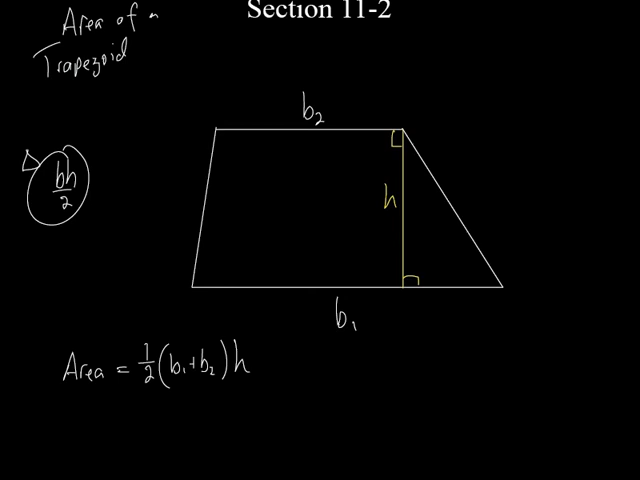 Section 11-2
Area of a
Trapezoid
b₂
bh/2
h
b₁
Area = 1/2 (b₁+b₂)h